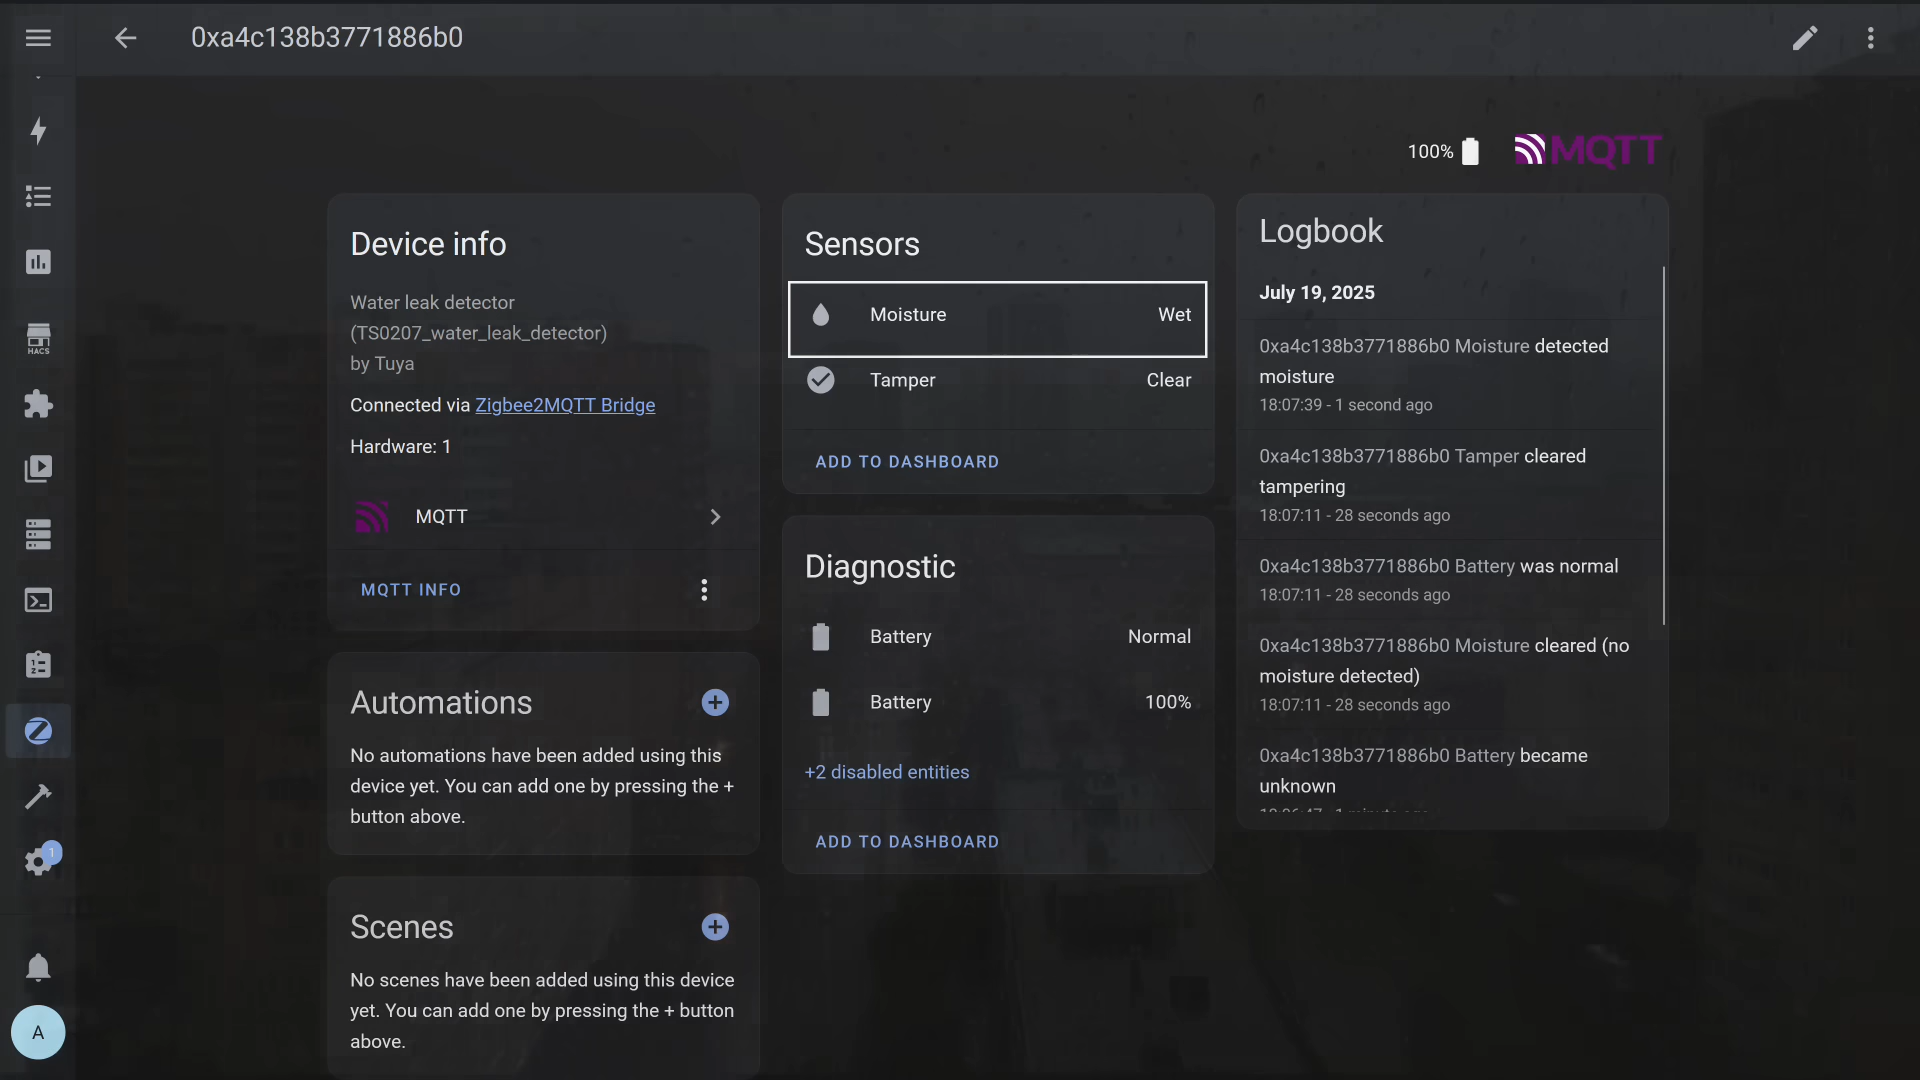 0xa4c138b3771886b0
100%
MQTT
HACS
1
A
Device info
Water leak detector
(TS0207_water_leak_detector)
by Tuya
Connected via Zigbee2MQTT Bridge
Hardware: 1
MQTT
MQTT INFO
Automations
No automations have been added using this
device yet. You can add one by pressing the +
button above.
Scenes
No scenes have been added using this device
yet. You can add one by pressing the + button
above.
Sensors
Moisture Wet
Tamper Clear
ADD TO DASHBOARD
Diagnostic
Battery Normal
Battery 100%
+2 disabled entities
ADD TO DASHBOARD
Logbook
July 19, 2025
0xa4c138b3771886b0 Moisture detected
moisture
18:07:39 - 1 second ago
0xa4c138b3771886b0 Tamper cleared
tampering
18:07:11 - 28 seconds ago
0xa4c138b3771886b0 Battery was normal
18:07:11 - 28 seconds ago
0xa4c138b3771886b0 Moisture cleared (no
moisture detected)
18:07:11 - 28 seconds ago
0xa4c138b3771886b0 Battery became
unknown